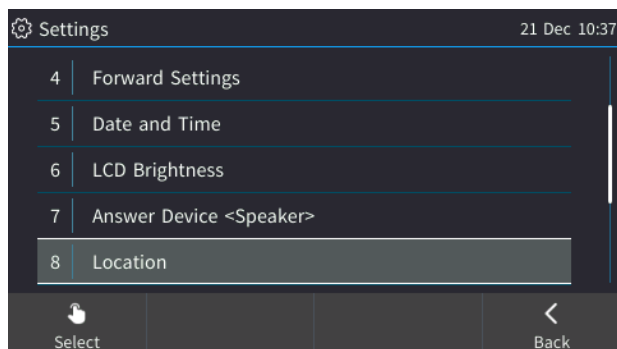 Settings 21 Dec 10:37
4 Forward Settings
5 Date and Time
6 LCD Brightness
7 Answer Device <Speaker>
8 Location
Select Back